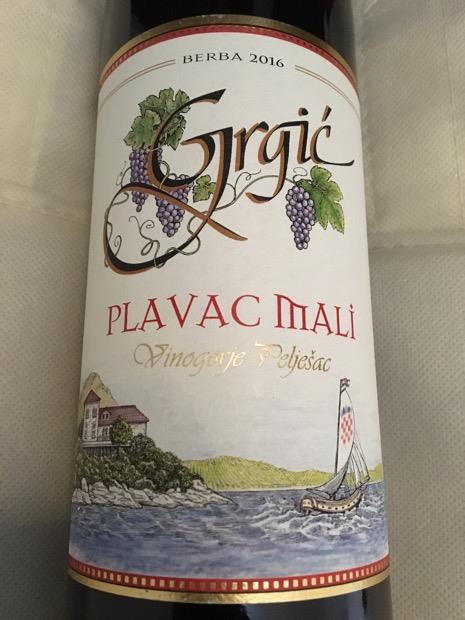 BERBA 2016
Grgić
PLAVAC MALI
Vinogorje Pelješac